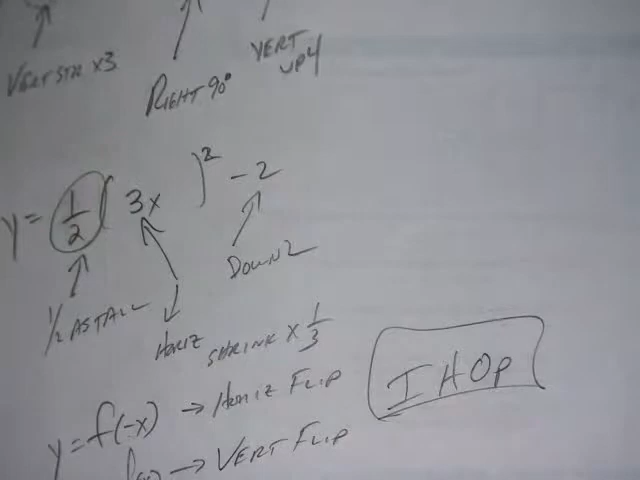 VERT STR x3
RIGHT 90°
VERT
UP 4
y = 1/2 ( 3x )² - 2
1/2 AS TALL
HORIZ SHRINK x 1/3
DOWN 2
y = f(-x) → HORIZ FLIP
→ VERT FLIP
I HOP